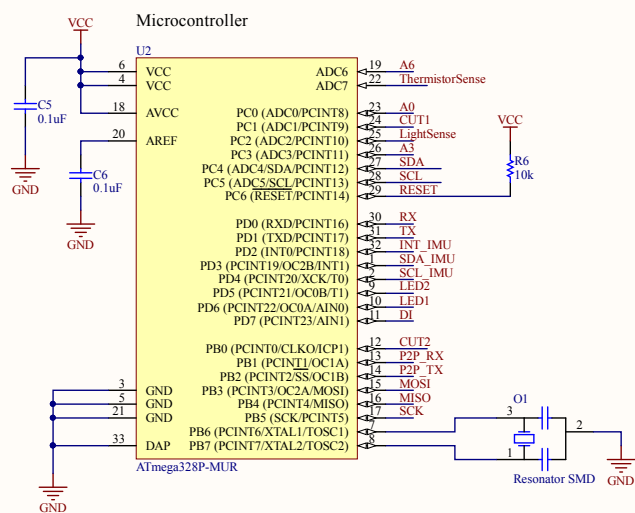 Microcontroller
VCC
U2
6 VCC ADC6 19 A6
4 VCC ADC7 22 ThermistorSense
C5
0.1uF
18 AVCC PC0 (ADC0/PCINT8) 23 A0
PC1 (ADC1/PCINT9) 24 CUT1
VCC
20 AREF PC2 (ADC2/PCINT10) 25 LightSense
PC3 (ADC3/PCINT11) 26 A3
PC4 (ADC4/SDA/PCINT12) 27 SDA
R6
10k
C6
0.1uF
GND
PC5 (ADC5/SCL/PCINT13) 28 SCL
PC6 (RESET/PCINT14) 29 RESET
PD0 (RXD/PCINT16) 30 RX
PD1 (TXD/PCINT17) 31 TX
GND
PD2 (INT0/PCINT18) 32 INT_IMU
PD3 (PCINT19/OC2B/INT1) 1 SDA_IMU
PD4 (PCINT20/XCK/T0) 2 SCL_IMU
PD5 (PCINT21/OC0B/T1) 9 LED2
PD6 (PCINT22/OC0A/AIN0) 10 LED1
PD7 (PCINT23/AIN1) 11 DI
PB0 (PCINT0/CLKO/ICP1) 12 CUT2
PB1 (PCINT1/OC1A) 13 P2P_RX
PB2 (PCINT2/SS/OC1B) 14 P2P_TX
3 GND PB3 (PCINT3/OC2A/MOSI) 15 MOSI
5 GND PB4 (PCINT4/MISO) 16 MISO
O1
21 GND PB5 (SCK/PCINT5) 17 SCK
3
2
PB6 (PCINT6/XTAL1/TOSC1) 7
33 DAP PB7 (PCINT7/XTAL2/TOSC2) 8
1
ATmega328P-MUR
Resonator SMD
GND
GND